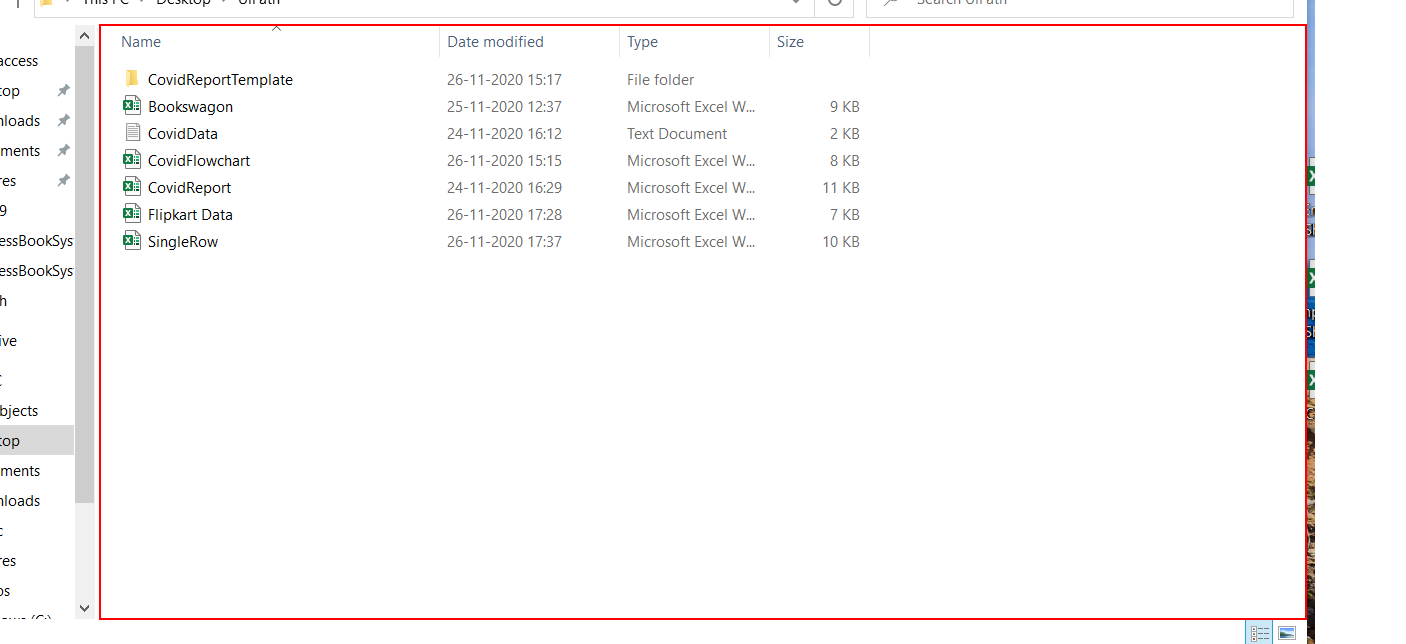 This PC Desktop UiPath Search UiPath
Name Date modified Type Size
CovidReportTemplate 26-11-2020 15:17 File folder
Bookswagon 25-11-2020 12:37 Microsoft Excel W... 9 KB
CovidData 24-11-2020 16:12 Text Document 2 KB
CovidFlowchart 26-11-2020 15:15 Microsoft Excel W... 8 KB
CovidReport 24-11-2020 16:29 Microsoft Excel W... 11 KB
Flipkart Data 26-11-2020 17:28 Microsoft Excel W... 7 KB
SingleRow 26-11-2020 17:37 Microsoft Excel W... 10 KB
access
top
nloads
ments
res
9
essBookSys
essBookSys
h
ive
C
bjects
top
ments
nloads
c
res
os
ows (C:)